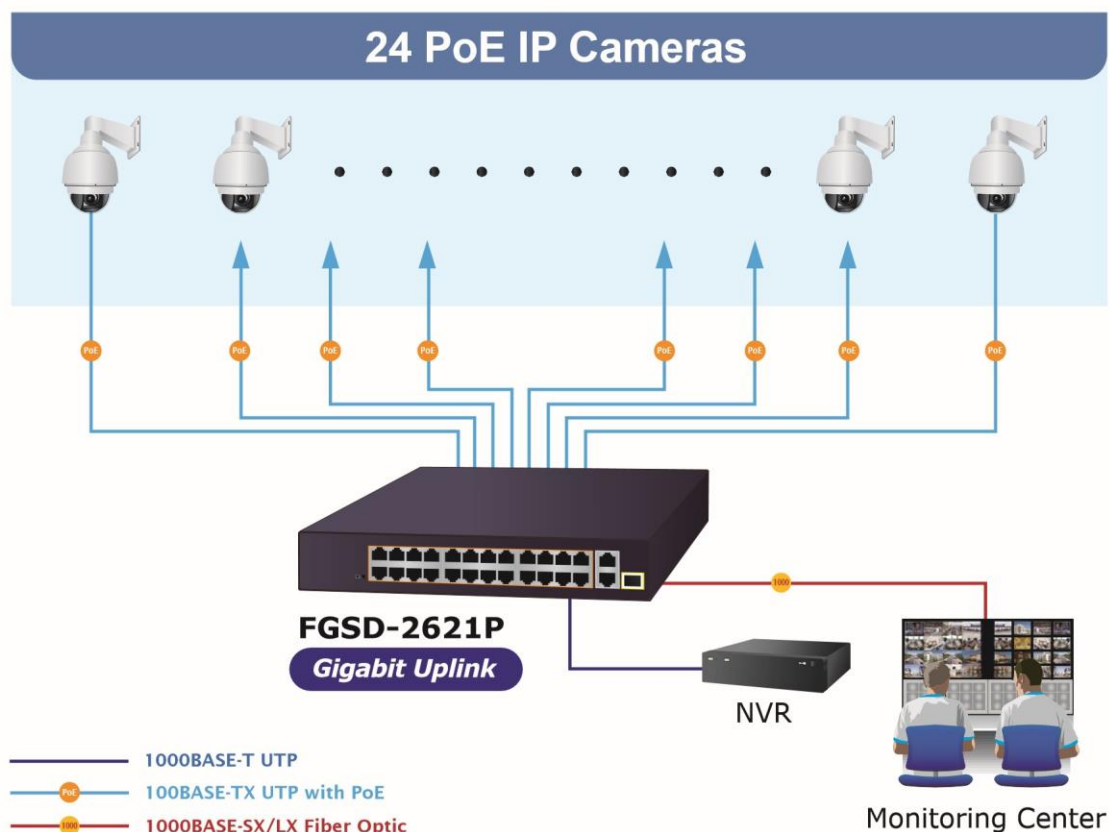 24 PoE IP Cameras
PoE
PoE
PoE
PoE
PoE
PoE
PoE
PoE
1000
FGSD-2621P
Gigabit Uplink
NVR
1000BASE-T UTP
PoE 100BASE-TX UTP with PoE
1000 1000BASE-SX/LX Fiber Optic
Monitoring Center